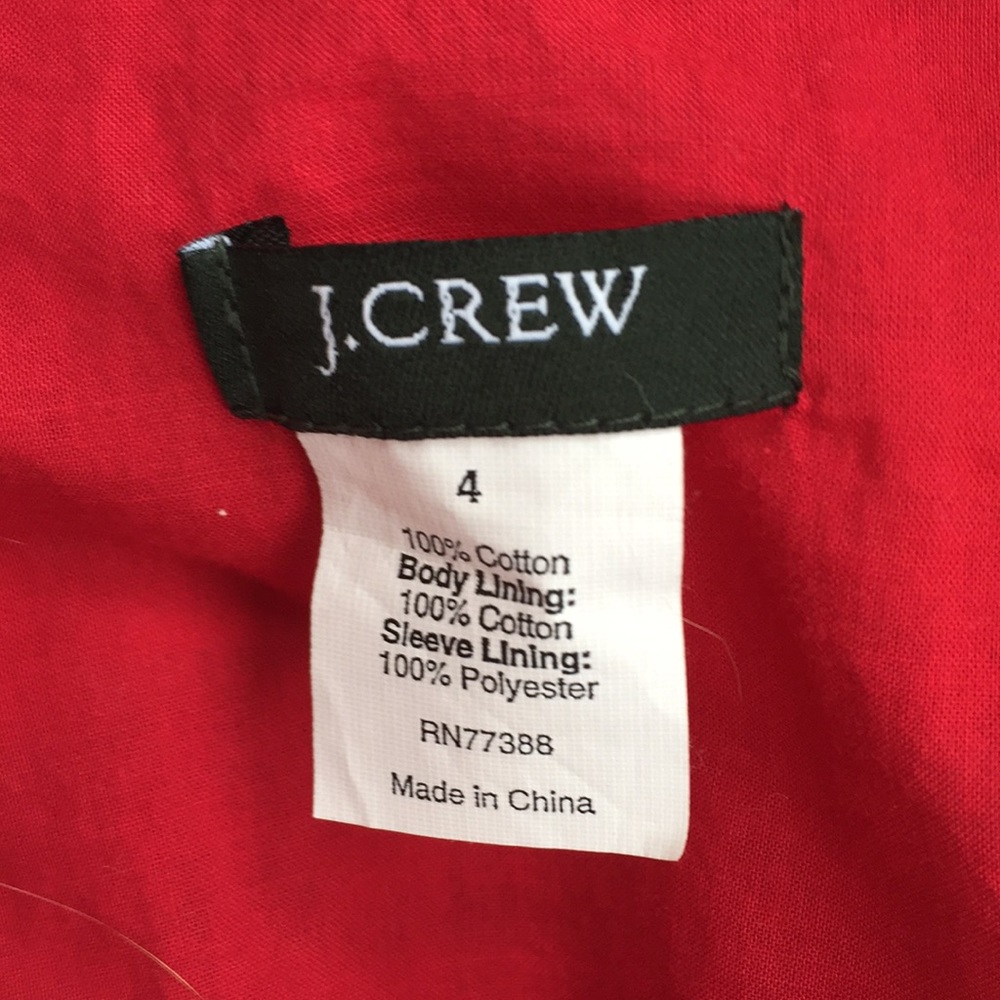 J.CREW
4
100% Cotton
Body Lining:
100% Cotton
Sleeve Lining:
100% Polyester
RN77388
Made in China